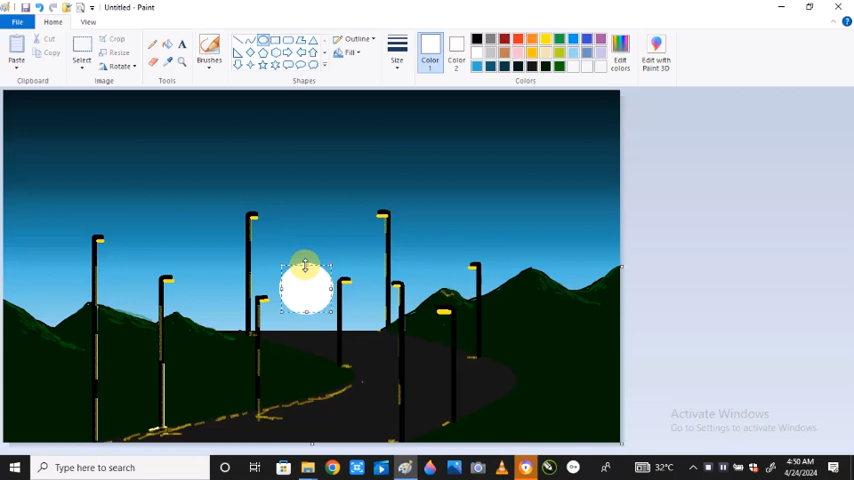 Untitled - Paint
File
Home
View
Paste
Cut
Copy
Clipboard
Select
Crop
Resize
Rotate
Image
Tools
Brushes
Outline
Fill
Shapes
Size
Color 1
Color 2
Edit colors
Colors
Edit with Paint 3D
Activate Windows
Go to Settings to activate Windows.
Type here to search
32°C
4:50 AM
4/24/2024